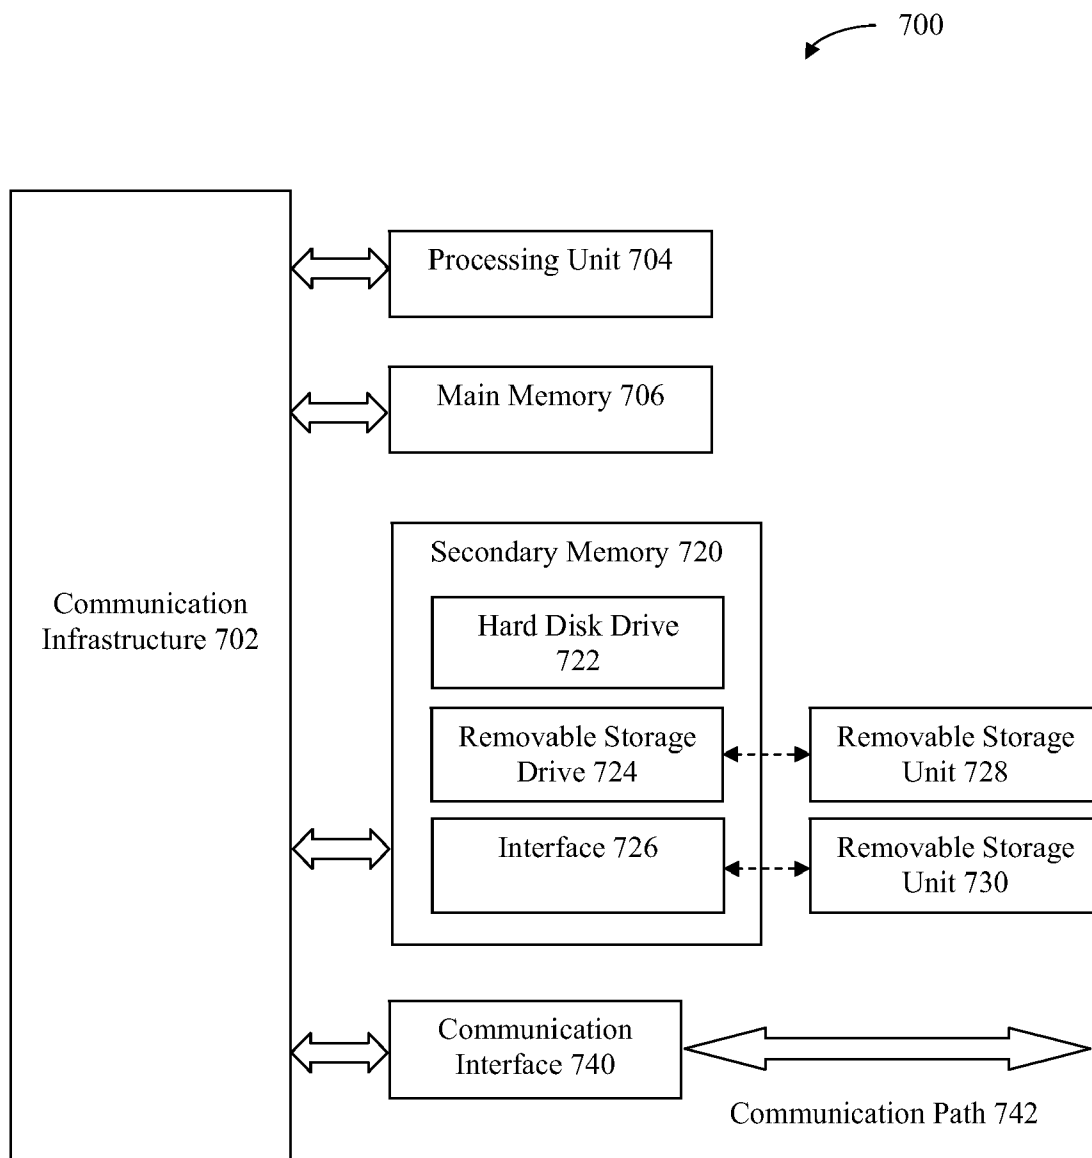 700
Processing Unit 704
Main Memory 706
Secondary Memory 720
Communication
Infrastructure 702
Hard Disk Drive
722
Removable Storage
Drive 724
Removable Storage
Unit 728
Interface 726
Removable Storage
Unit 730
Communication
Interface 740
Communication Path 742